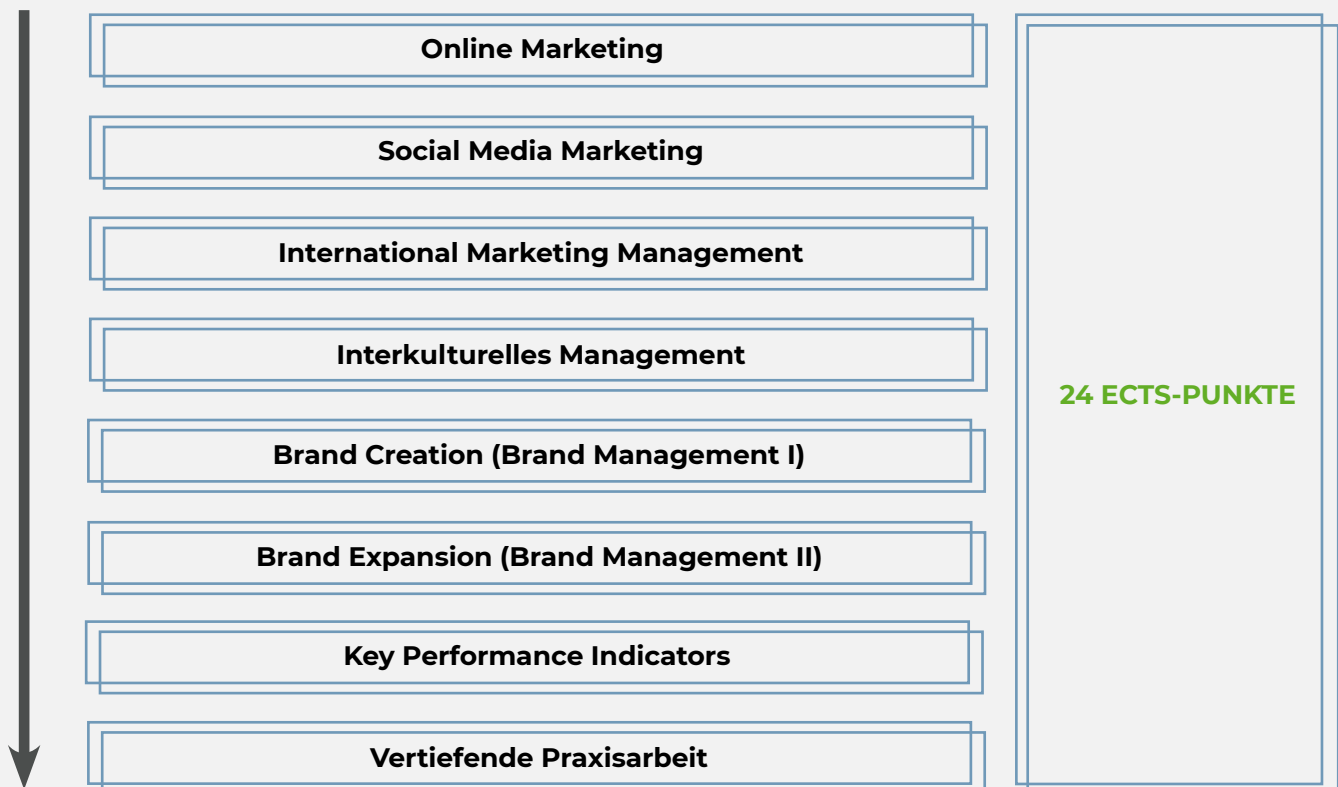 Online Marketing
Social Media Marketing
International Marketing Management
Interkulturelles Management
24 ECTS-PUNKTE
Brand Creation (Brand Management I)
Brand Expansion (Brand Management II)
Key Performance Indicators
Vertiefende Praxisarbeit